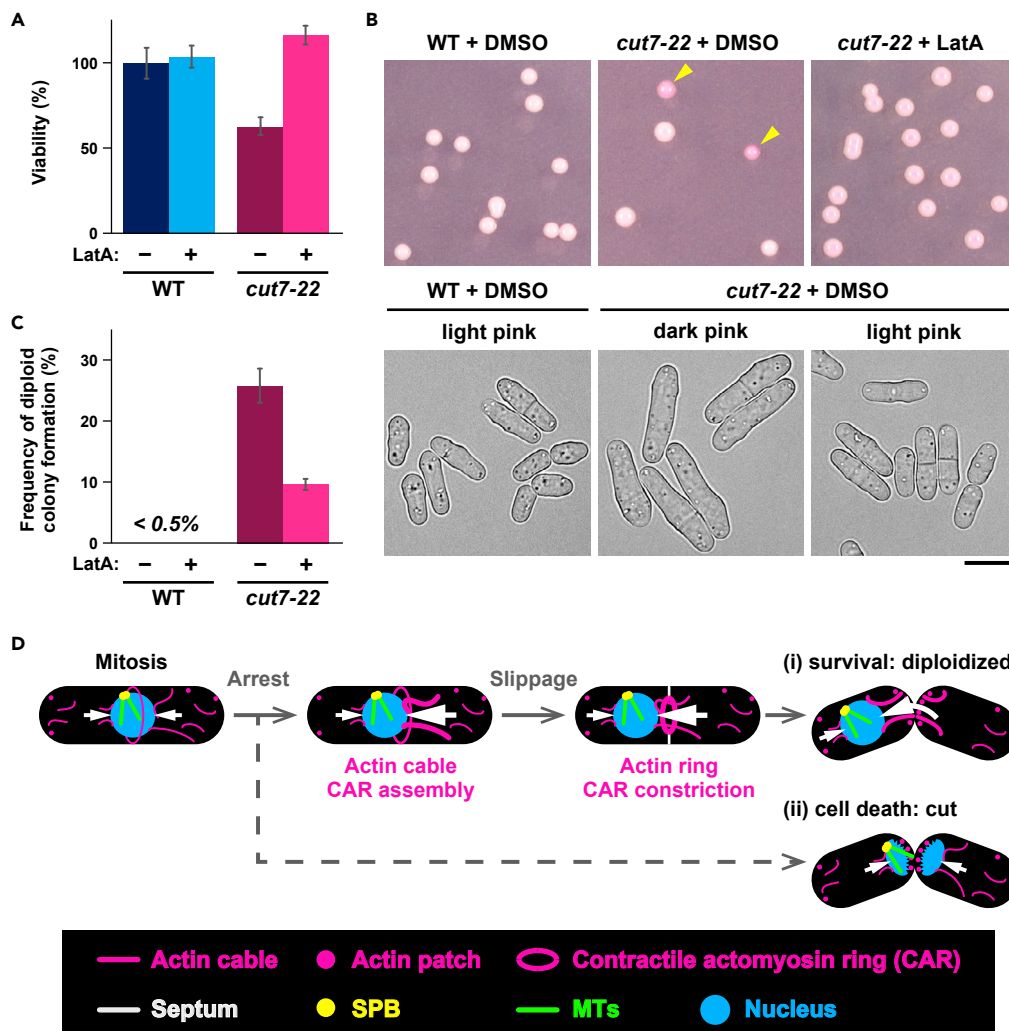 A
Viability (%)
100
50
0
LatA:
− + − +
WT cut7-22
B
WT + DMSO cut7-22 + DMSO cut7-22 + LatA
WT + DMSO cut7-22 + DMSO
light pink dark pink light pink
C
Frequency of diploid
colony formation (%)
30
20
10
0
< 0.5%
LatA:
− + − +
WT cut7-22
D
Mitosis
Arrest
Slippage
Actin cable
CAR assembly
Actin ring
CAR constriction
(i) survival: diploidized
(ii) cell death: cut
Actin cable Actin patch Contractile actomyosin ring (CAR)
Septum SPB MTs Nucleus